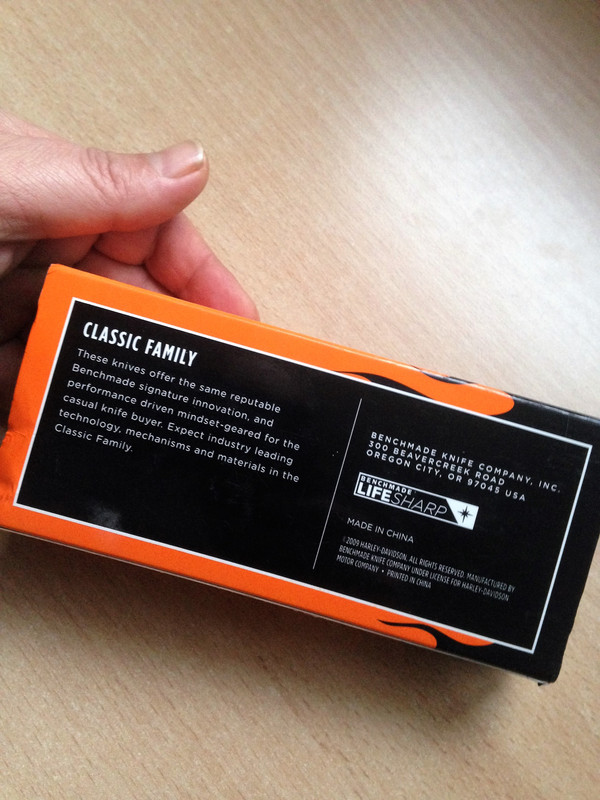 CLASSIC FAMILY
These knives offer the same reputable
Benchmade signature innovation, and
performance driven mindset-geared for the
casual knife buyer. Expect industry leading
technology, mechanisms and materials in the
Classic Family.
BENCHMADE KNIFE COMPANY, INC.
300 BEAVERCREEK ROAD
OREGON CITY, OR 97045 USA
BENCHMADE
LIFESHARP
MADE IN CHINA
©2009 HARLEY-DAVIDSON. ALL RIGHTS RESERVED. MANUFACTURED BY
BENCHMADE KNIFE COMPANY UNDER LICENSE FOR HARLEY-DAVIDSON
MOTOR COMPANY • PRINTED IN CHINA